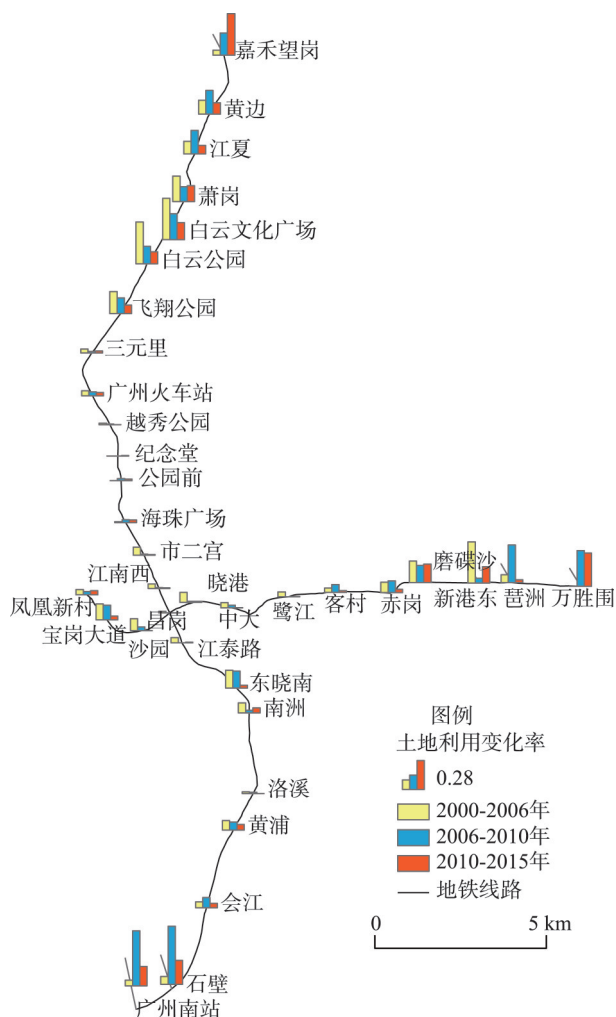 嘉禾望岗
黄边
江夏
萧岗
白云文化广场
白云公园
飞翔公园
三元里
广州火车站
越秀公园
纪念堂
公园前
海珠广场
市二宫
江南西
晓港
磨碟沙
凤凰新村
昌岗
中大
鹭江
客村
赤岗
新港东
琶洲
万胜围
宝岗大道
沙园
江泰路
东晓南
南洲
洛溪
黄浦
会江
石壁
广州南站
图例
土地利用变化率
0.28
2000-2006年
2006-2010年
2010-2015年
地铁线路
0 5 km